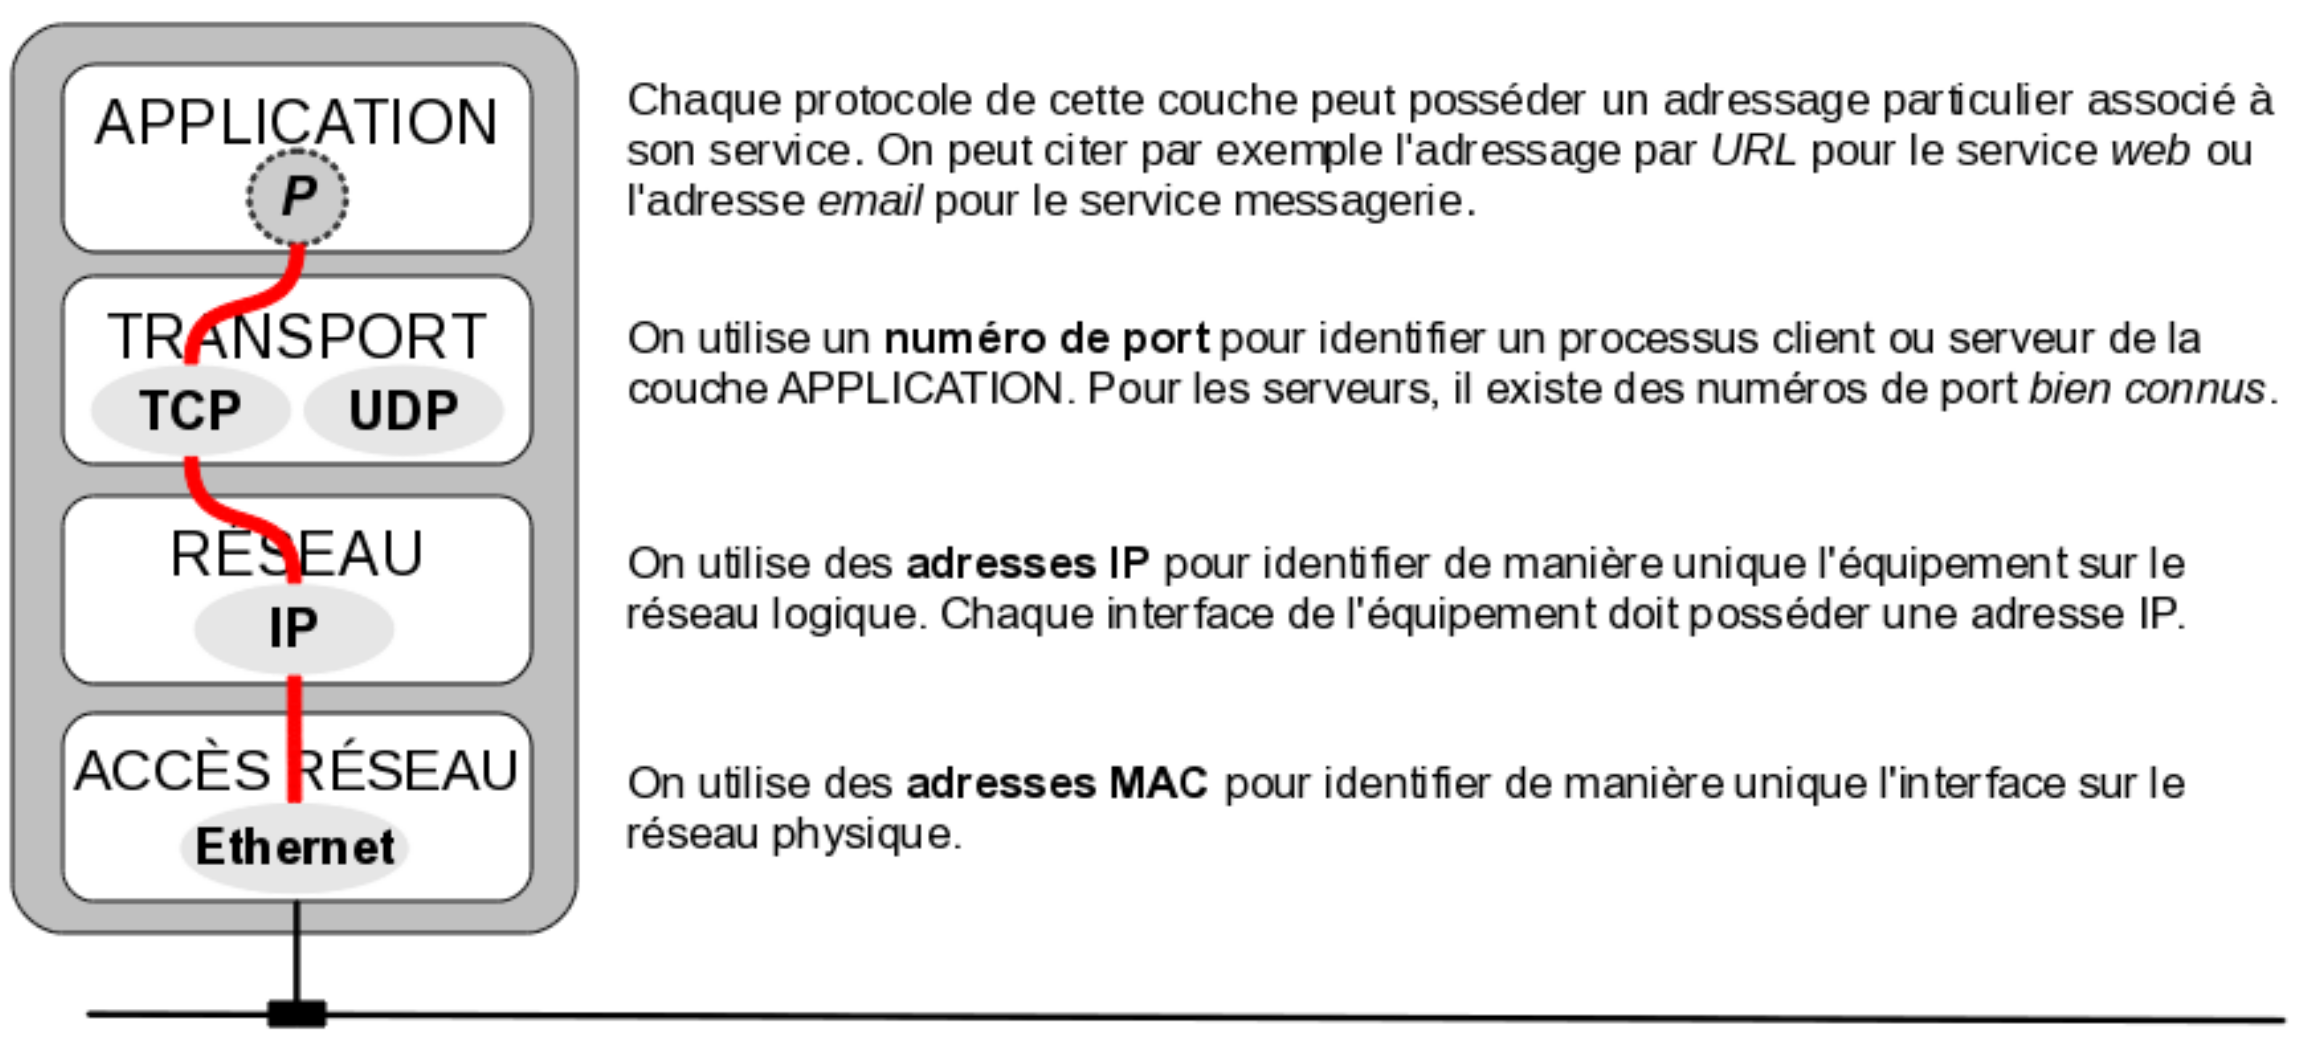 APPLICATION
P
Chaque protocole de cette couche peut posséder un adressage particulier associé à
son service. On peut citer par exemple l'adressage par URL pour le service web ou
l'adresse email pour le service messagerie.
TRANSPORT
TCP UDP
On utilise un numéro de port pour identifier un processus client ou serveur de la
couche APPLICATION. Pour les serveurs, il existe des numéros de port bien connus.
RÉSEAU
IP
On utilise des adresses IP pour identifier de manière unique l'équipement sur le
réseau logique. Chaque interface de l'équipement doit posséder une adresse IP.
ACCÈS RÉSEAU
Ethernet
On utilise des adresses MAC pour identifier de manière unique l'interface sur le
réseau physique.